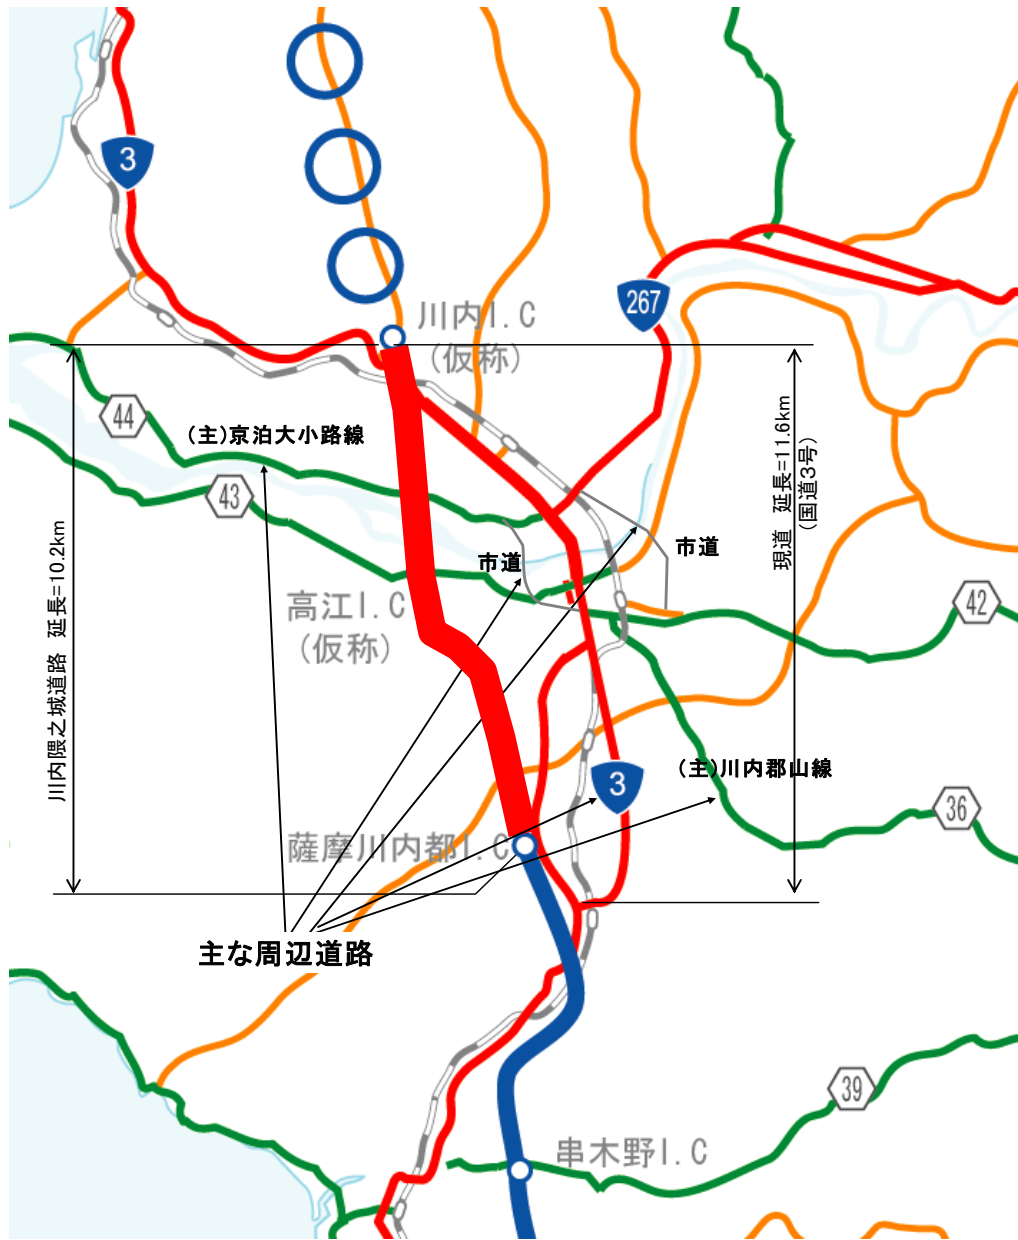 3
267
川内I.C
(仮称)
44
(主)京泊大小路線
43
川内隈之城道路 延長=10.2km
現道 延長=11.6km
(国道3号)
市道
市道
高江I.C
(仮称)
42
(主)川内郡山線
3
36
薩摩川内都I.C
主な周辺道路
39
串木野I.C